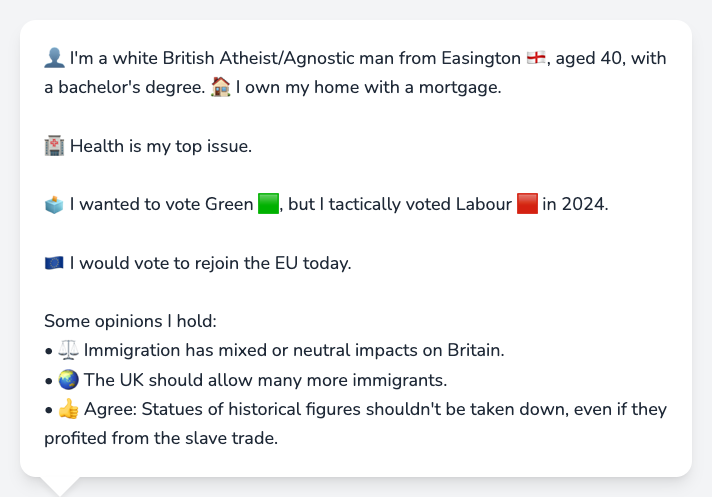 👤 I'm a white British Atheist/Agnostic man from Easington 🏴󠁧󠁢󠁥󠁮󠁧󠁿, aged 40, with
a bachelor's degree. 🏠 I own my home with a mortgage.
🏥 Health is my top issue.
🗳️ I wanted to vote Green 🟩, but I tactically voted Labour 🟥 in 2024.
🇪🇺 I would vote to rejoin the EU today.
Some opinions I hold:
• ⚖️ Immigration has mixed or neutral impacts on Britain.
• 🌏 The UK should allow many more immigrants.
• 👍 Agree: Statues of historical figures shouldn't be taken down, even if they
profited from the slave trade.